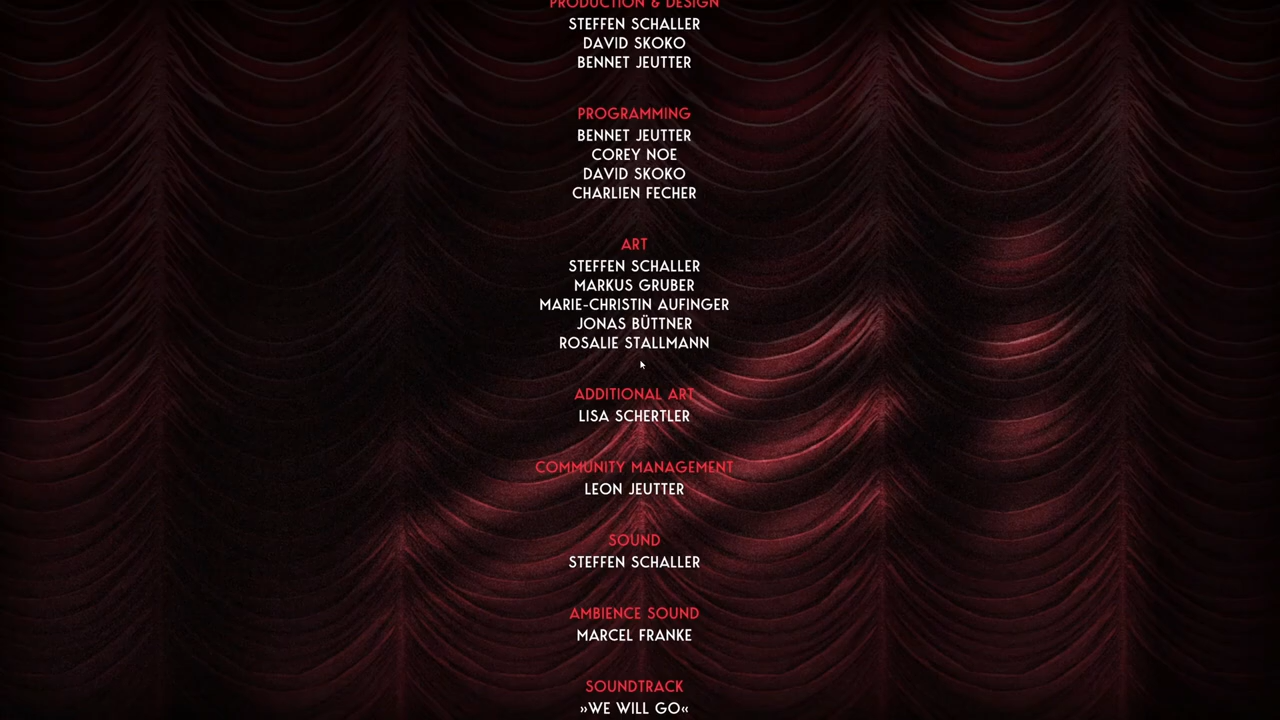 PRODUCTION & DESIGN
STEFFEN SCHALLER
DAVID SKOKO
BENNET JEUTTER
PROGRAMMING
BENNET JEUTTER
COREY NOE
DAVID SKOKO
CHARLIEN FECHER
ART
STEFFEN SCHALLER
MARKUS GRUBER
MARIE-CHRISTIN AUFINGER
JONAS BÜTTNER
ROSALIE STALLMANN
ADDITIONAL ART
LISA SCHERTLER
COMMUNITY MANAGEMENT
LEON JEUTTER
SOUND
STEFFEN SCHALLER
AMBIENCE SOUND
MARCEL FRANKE
SOUNDTRACK
»WE WILL GO«